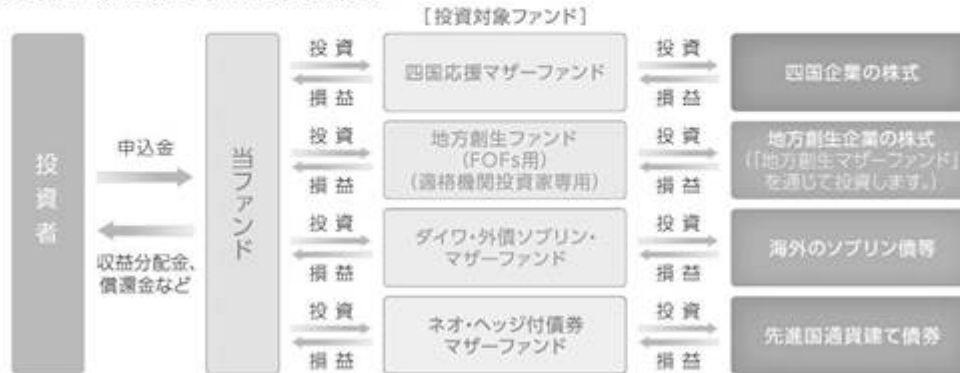 [投資対象ファンド]
投資者
申込金
収益分配金、
償還金など
当ファンド
投資
損益
四国応援マザーファンド
投資
損益
四国企業の株式
投資
損益
地方創生ファンド
(FOFs用)
(適格機関投資家専用)
投資
損益
地方創生企業の株式
(「地方創生マザーファンド」
を通じて投資します。)
投資
損益
ダイワ・外債ソブリン・
マザーファンド
投資
損益
海外のソブリン債等
投資
損益
ネオ・ヘッジ付債券
マザーファンド
投資
損益
先進国通貨建て債券